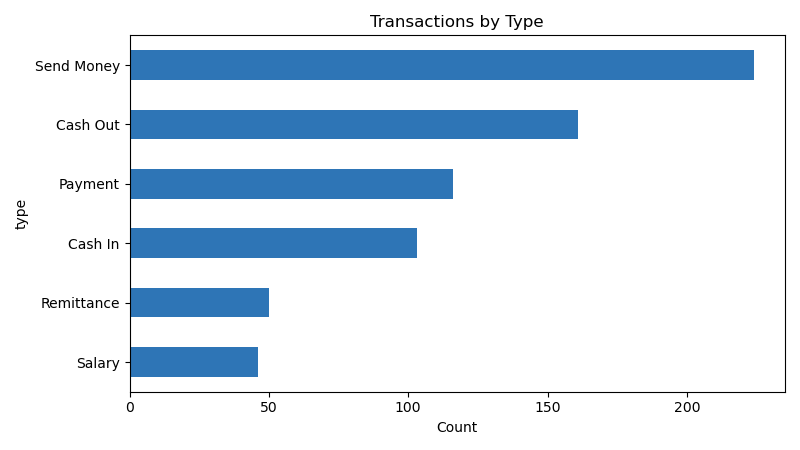 Transactions by Type
Send Money
Cash Out
Payment
Cash In
Remittance
Salary
type
0 50 100 150 200
Count